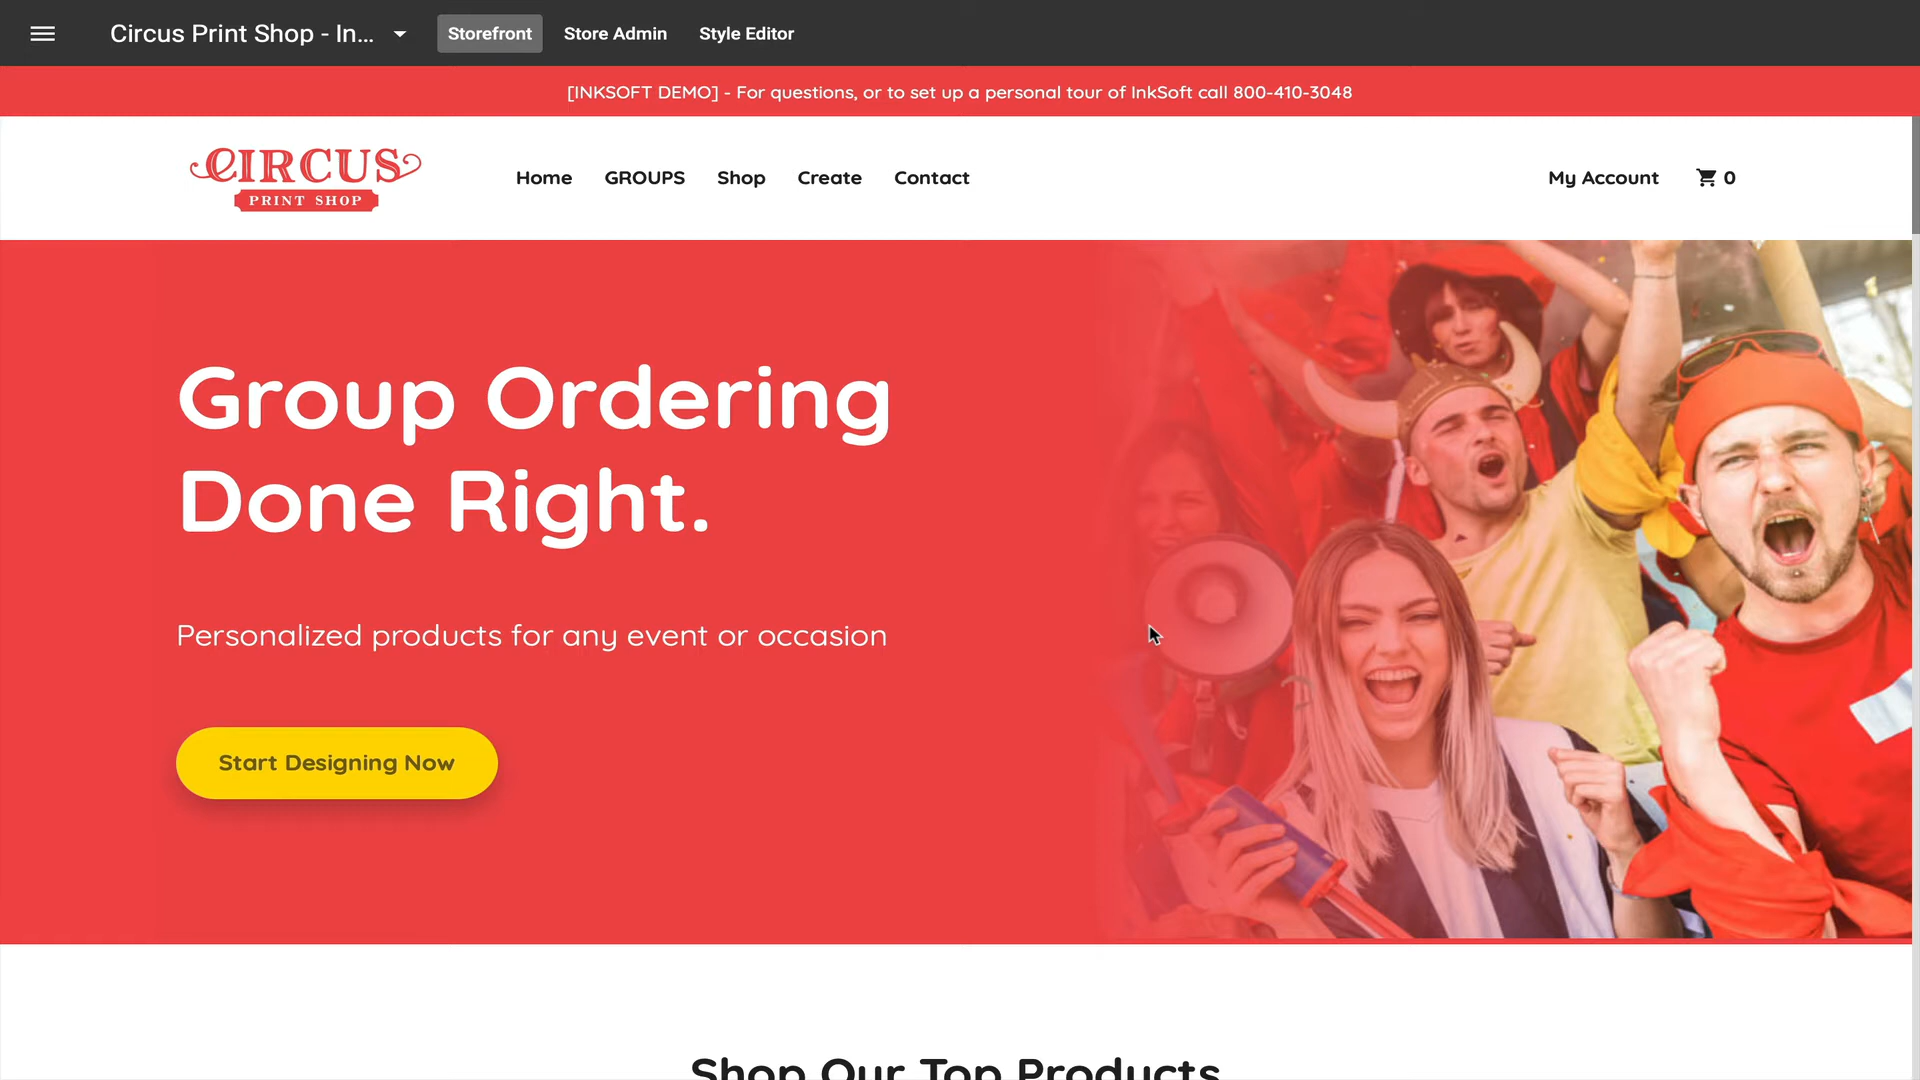 Circus Print Shop - In...
Storefront
Store Admin
Style Editor
[INKSOFT DEMO] - For questions, or to set up a personal tour of InkSoft call 800-410-3048
CIRCUS
PRINT SHOP
Home
GROUPS
Shop
Create
Contact
My Account
0
Group Ordering
Done Right.
Personalized products for any event or occasion
Start Designing Now
Shop Our Top Products